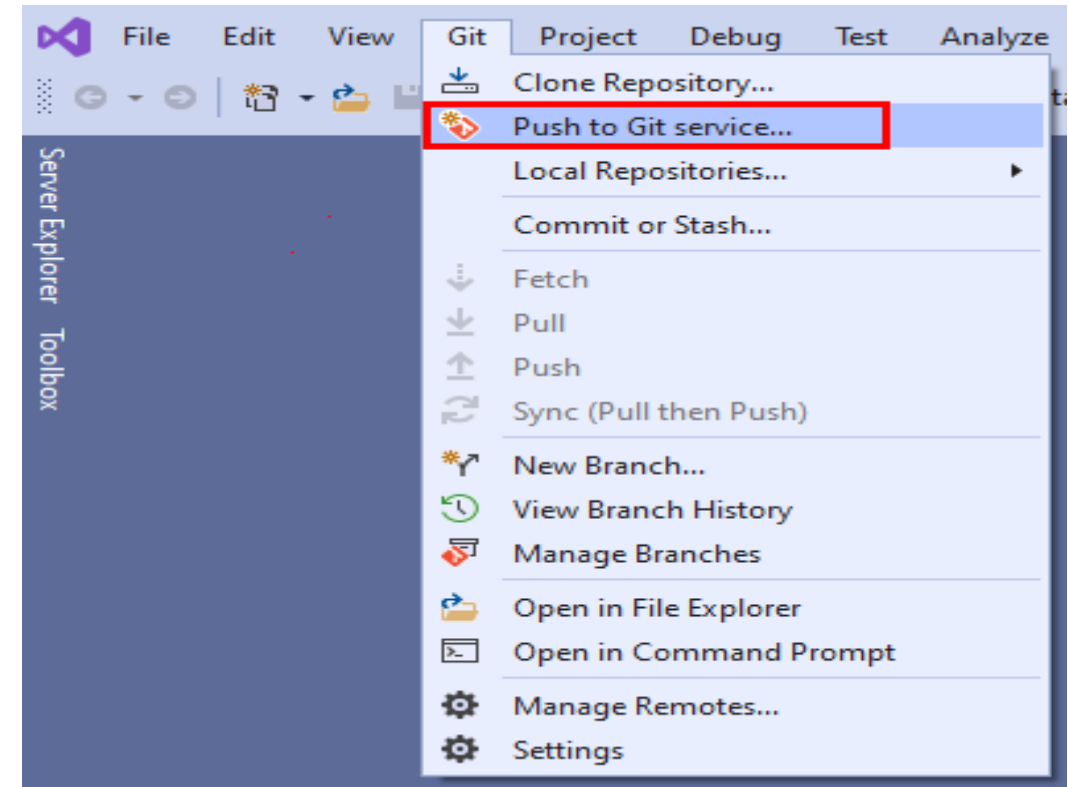 File Edit View Git Project Debug Test Analyze
Clone Repository...
Push to Git service...
Local Repositories...
Commit or Stash...
Fetch
Pull
Push
Sync (Pull then Push)
New Branch...
View Branch History
Manage Branches
Open in File Explorer
Open in Command Prompt
Manage Remotes...
Settings
Server Explorer
Toolbox